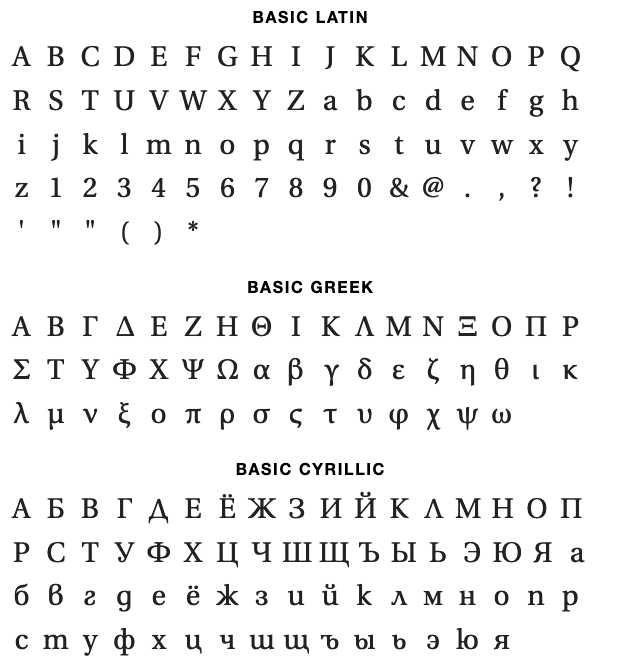 BASIC LATIN
A B C D E F G H I J K L M N O P Q
R S T U V W X Y Z a b c d e f g h
i j k l m n o p q r s t u v w x y
z 1 2 3 4 5 6 7 8 9 0 & @ . , ? !
' " " ( ) *
BASIC GREEK
Α Β Γ Δ Ε Ζ Η Θ Ι Κ Λ Μ Ν Ξ Ο Π Ρ
Σ Τ Υ Φ Χ Ψ Ω α β γ δ ε ζ η θ ι κ
λ μ ν ξ ο π ρ σ ς τ υ φ χ ψ ω
BASIC CYRILLIC
А Б В Г Д Е Ё Ж З И Й К Л М Н О П
Р С Т У Ф Х Ц Ч Ш Щ Ъ Ы Ь Э Ю Я а
б в г д е ё ж з и й к л м н о п р
с т у ф х ц ч ш щ ъ ы ь э ю я